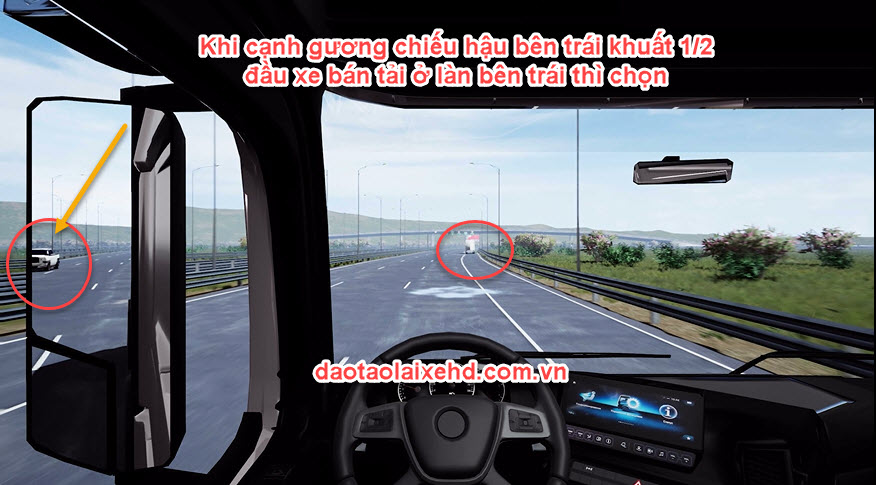 Khi cạnh gương chiếu hậu bên trái khuất 1/2
đầu xe bán tải ở làn bên trái thì chọn
daotaolaixehd.com.vn